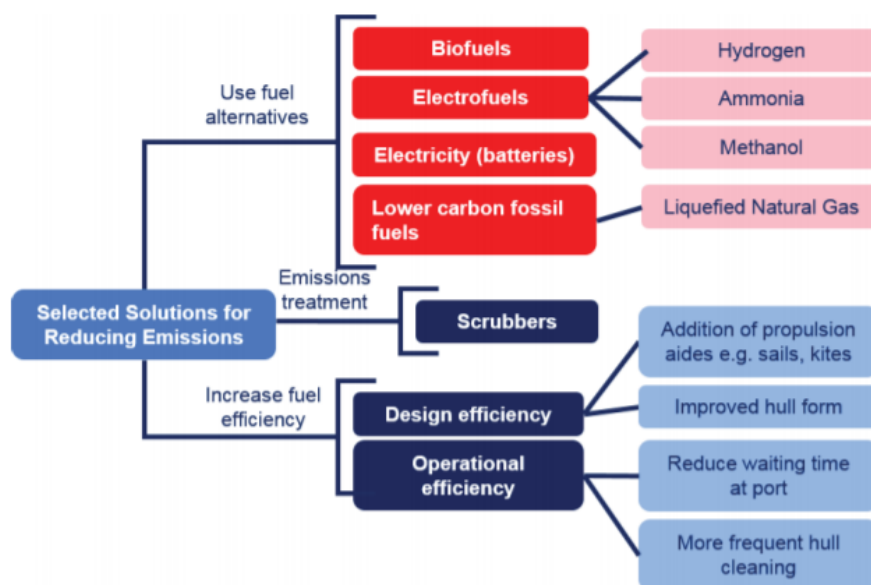 Biofuels
Hydrogen
Use fuel
alternatives
Electrofuels
Ammonia
Electricity (batteries)
Methanol
Lower carbon fossil
fuels
Liquefied Natural Gas
Selected Solutions for
Reducing Emissions
Emissions
treatment
Scrubbers
Addition of propulsion
aides e.g. sails, kites
Increase fuel
efficiency
Design efficiency
Improved hull form
Operational
efficiency
Reduce waiting time
at port
More frequent hull
cleaning